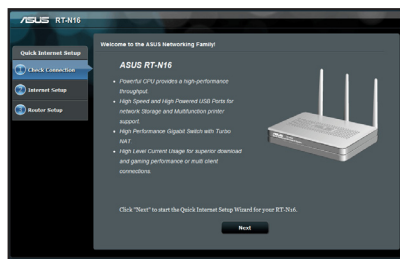 ASUS RT-N16
Quick Internet Setup
1 Check Connection
2 Internet Setup
3 Router Setup
Welcome to the ASUS Networking Family!
ASUS RT-N16
• Powerful CPU provides a high-performance
throughput.
• High Speed and High Powered USB Ports for
network Storage and Multifunction printer
support.
• High Performance Gigabit Switch with Turbo
NAT.
• High Level Current Usage for superior download
and gaming performance or multi client
connections.
Click "Next" to start the Quick Internet Setup Wizard for your RT-N16.
Next